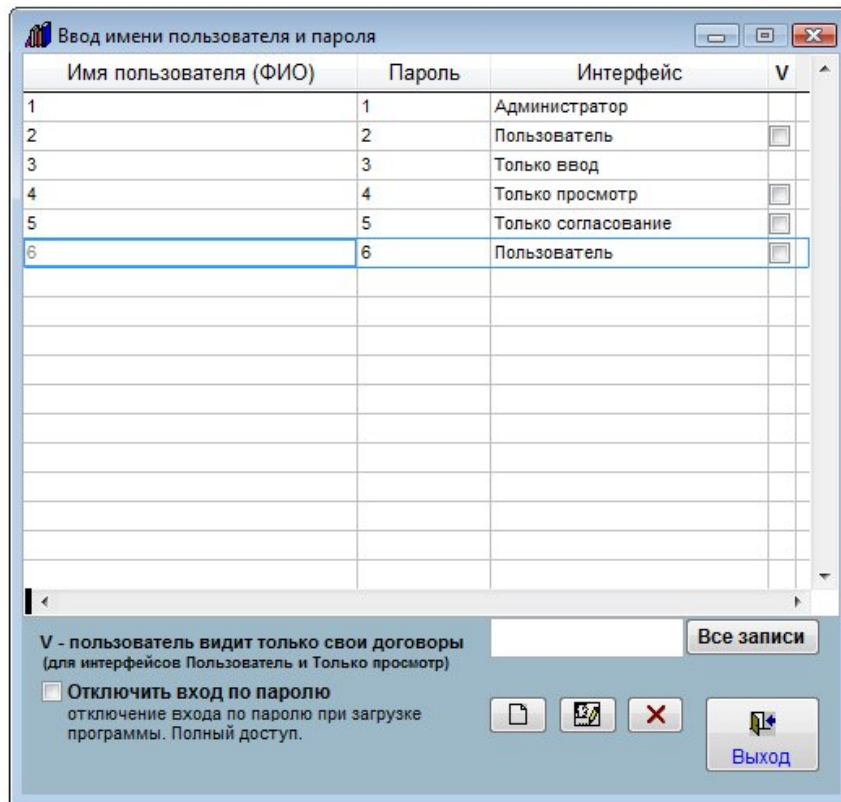 Ввод имени пользователя и пароля
Имя пользователя (ФИО) Пароль Интерфейс V
1 1 Администратор
2 2 Пользователь
3 3 Только ввод
4 4 Только просмотр
5 5 Только согласование
6 6 Пользователь
V - пользователь видит только свои договоры
(для интерфейсов Пользователь и Только просмотр)
Все записи
Отключить вход по паролю
отключение входа по паролю при загрузке
программы. Полный доступ.
Выход